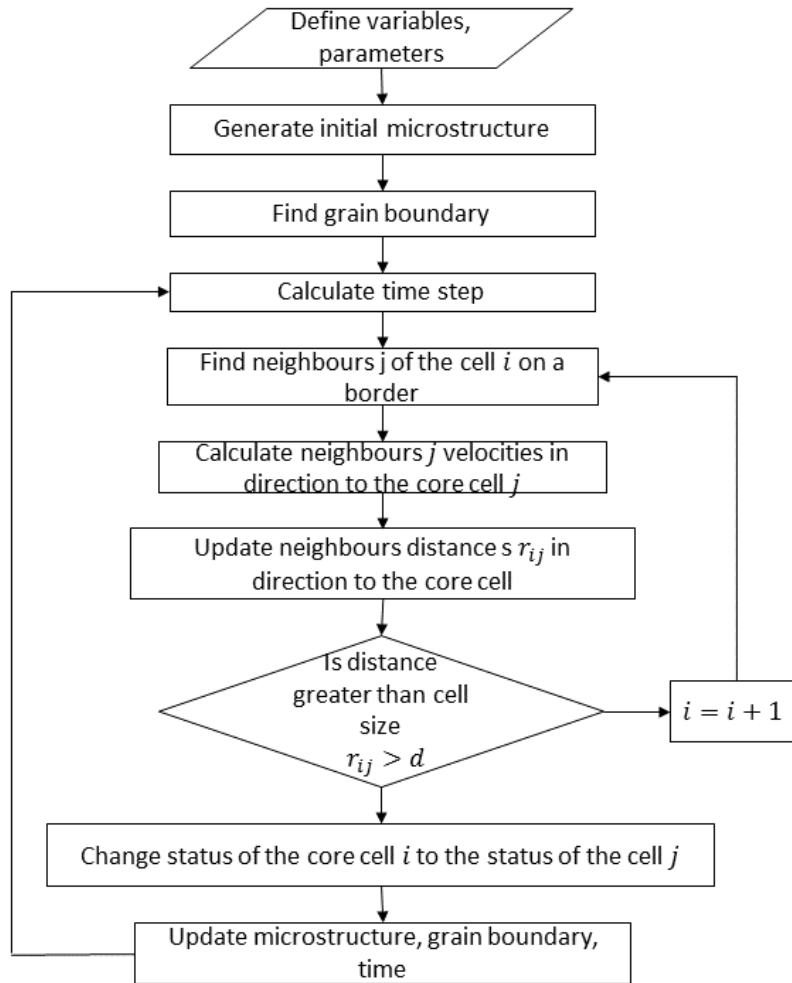 Define variables,
parameters
Generate initial microstructure
Find grain boundary
Calculate time step
Find neighbours j of the cell 𝑖 on a
border
Calculate neighbours 𝑗 velocities in
direction to the core cell 𝑗
Update neighbours distance s 𝑟𝑖𝑗 in
direction to the core cell
Is distance
greater than cell
size
𝑟𝑖𝑗 > 𝑑
𝑖 = 𝑖 + 1
Change status of the core cell 𝑖 to the status of the cell 𝑗
Update microstructure, grain boundary,
time